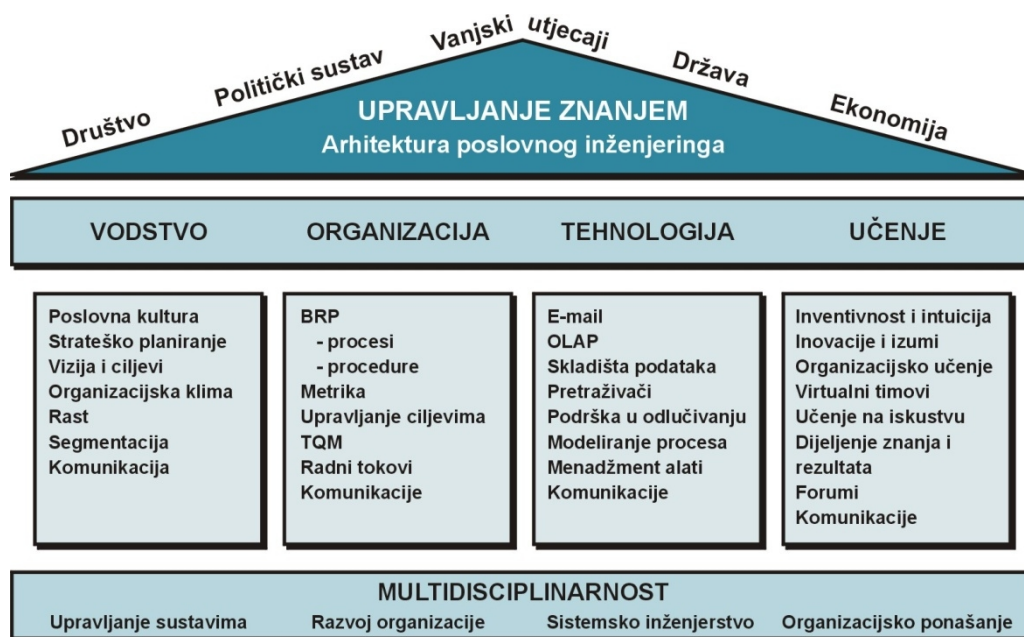 Društvo
Politički sustav
Vanjski utjecaji
Država
Ekonomija
UPRAVLJANJE ZNANJEM
Arhitektura poslovnog inženjeringa
VODSTVO
ORGANIZACIJA
TEHNOLOGIJA
UČENJE
Poslovna kultura
Strateško planiranje
Vizija i ciljevi
Organizacijska klima
Rast
Segmentacija
Komunikacija
BRP
- procesi
- procedure
Metrika
Upravljanje ciljevima
TQM
Radni tokovi
Komunikacije
E-mail
OLAP
Skladišta podataka
Pretraživači
Podrška u odlučivanju
Modeliranje procesa
Menadžment alati
Komunikacije
Inventivnost i intuicija
Inovacije i izumi
Organizacijsko učenje
Virtualni timovi
Učenje na iskustvu
Dijeljenje znanja i
rezultata
Forumi
Komunikacije
MULTIDISCIPLINARNOST
Upravljanje sustavima
Razvoj organizacije
Sistemsko inženjerstvo
Organizacijsko ponašanje